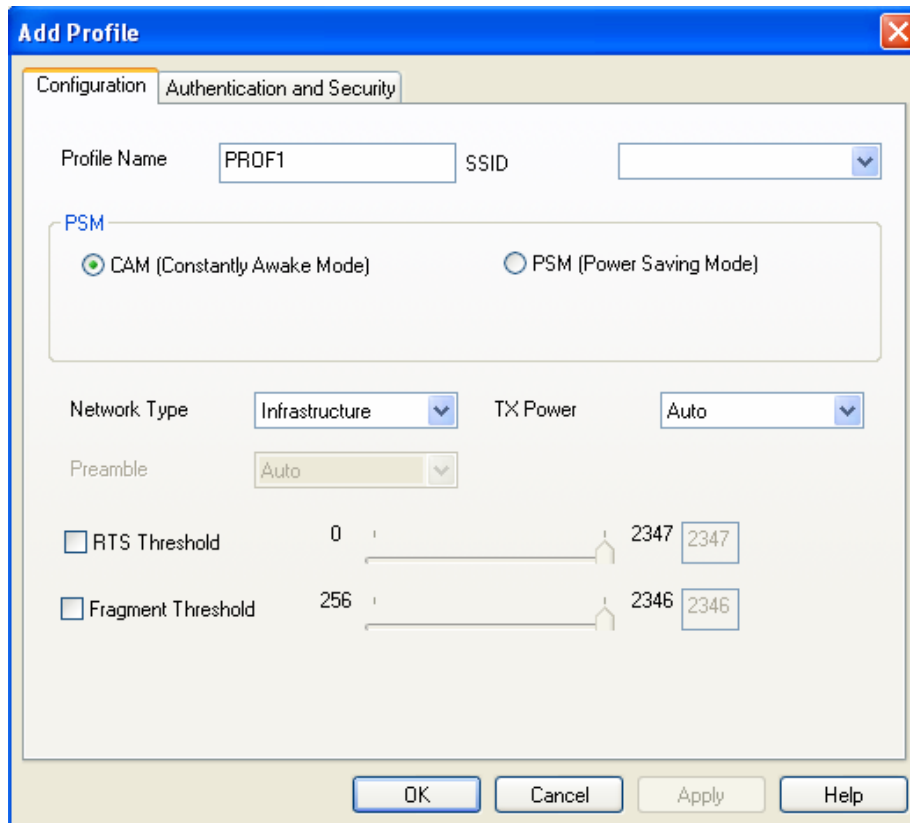 Add Profile
Configuration Authentication and Security
Profile Name PROF1 SSID
PSM
CAM (Constantly Awake Mode) PSM (Power Saving Mode)
Network Type Infrastructure TX Power Auto
Preamble Auto
RTS Threshold 0 2347 2347
Fragment Threshold 256 2346 2346
OK Cancel Apply Help